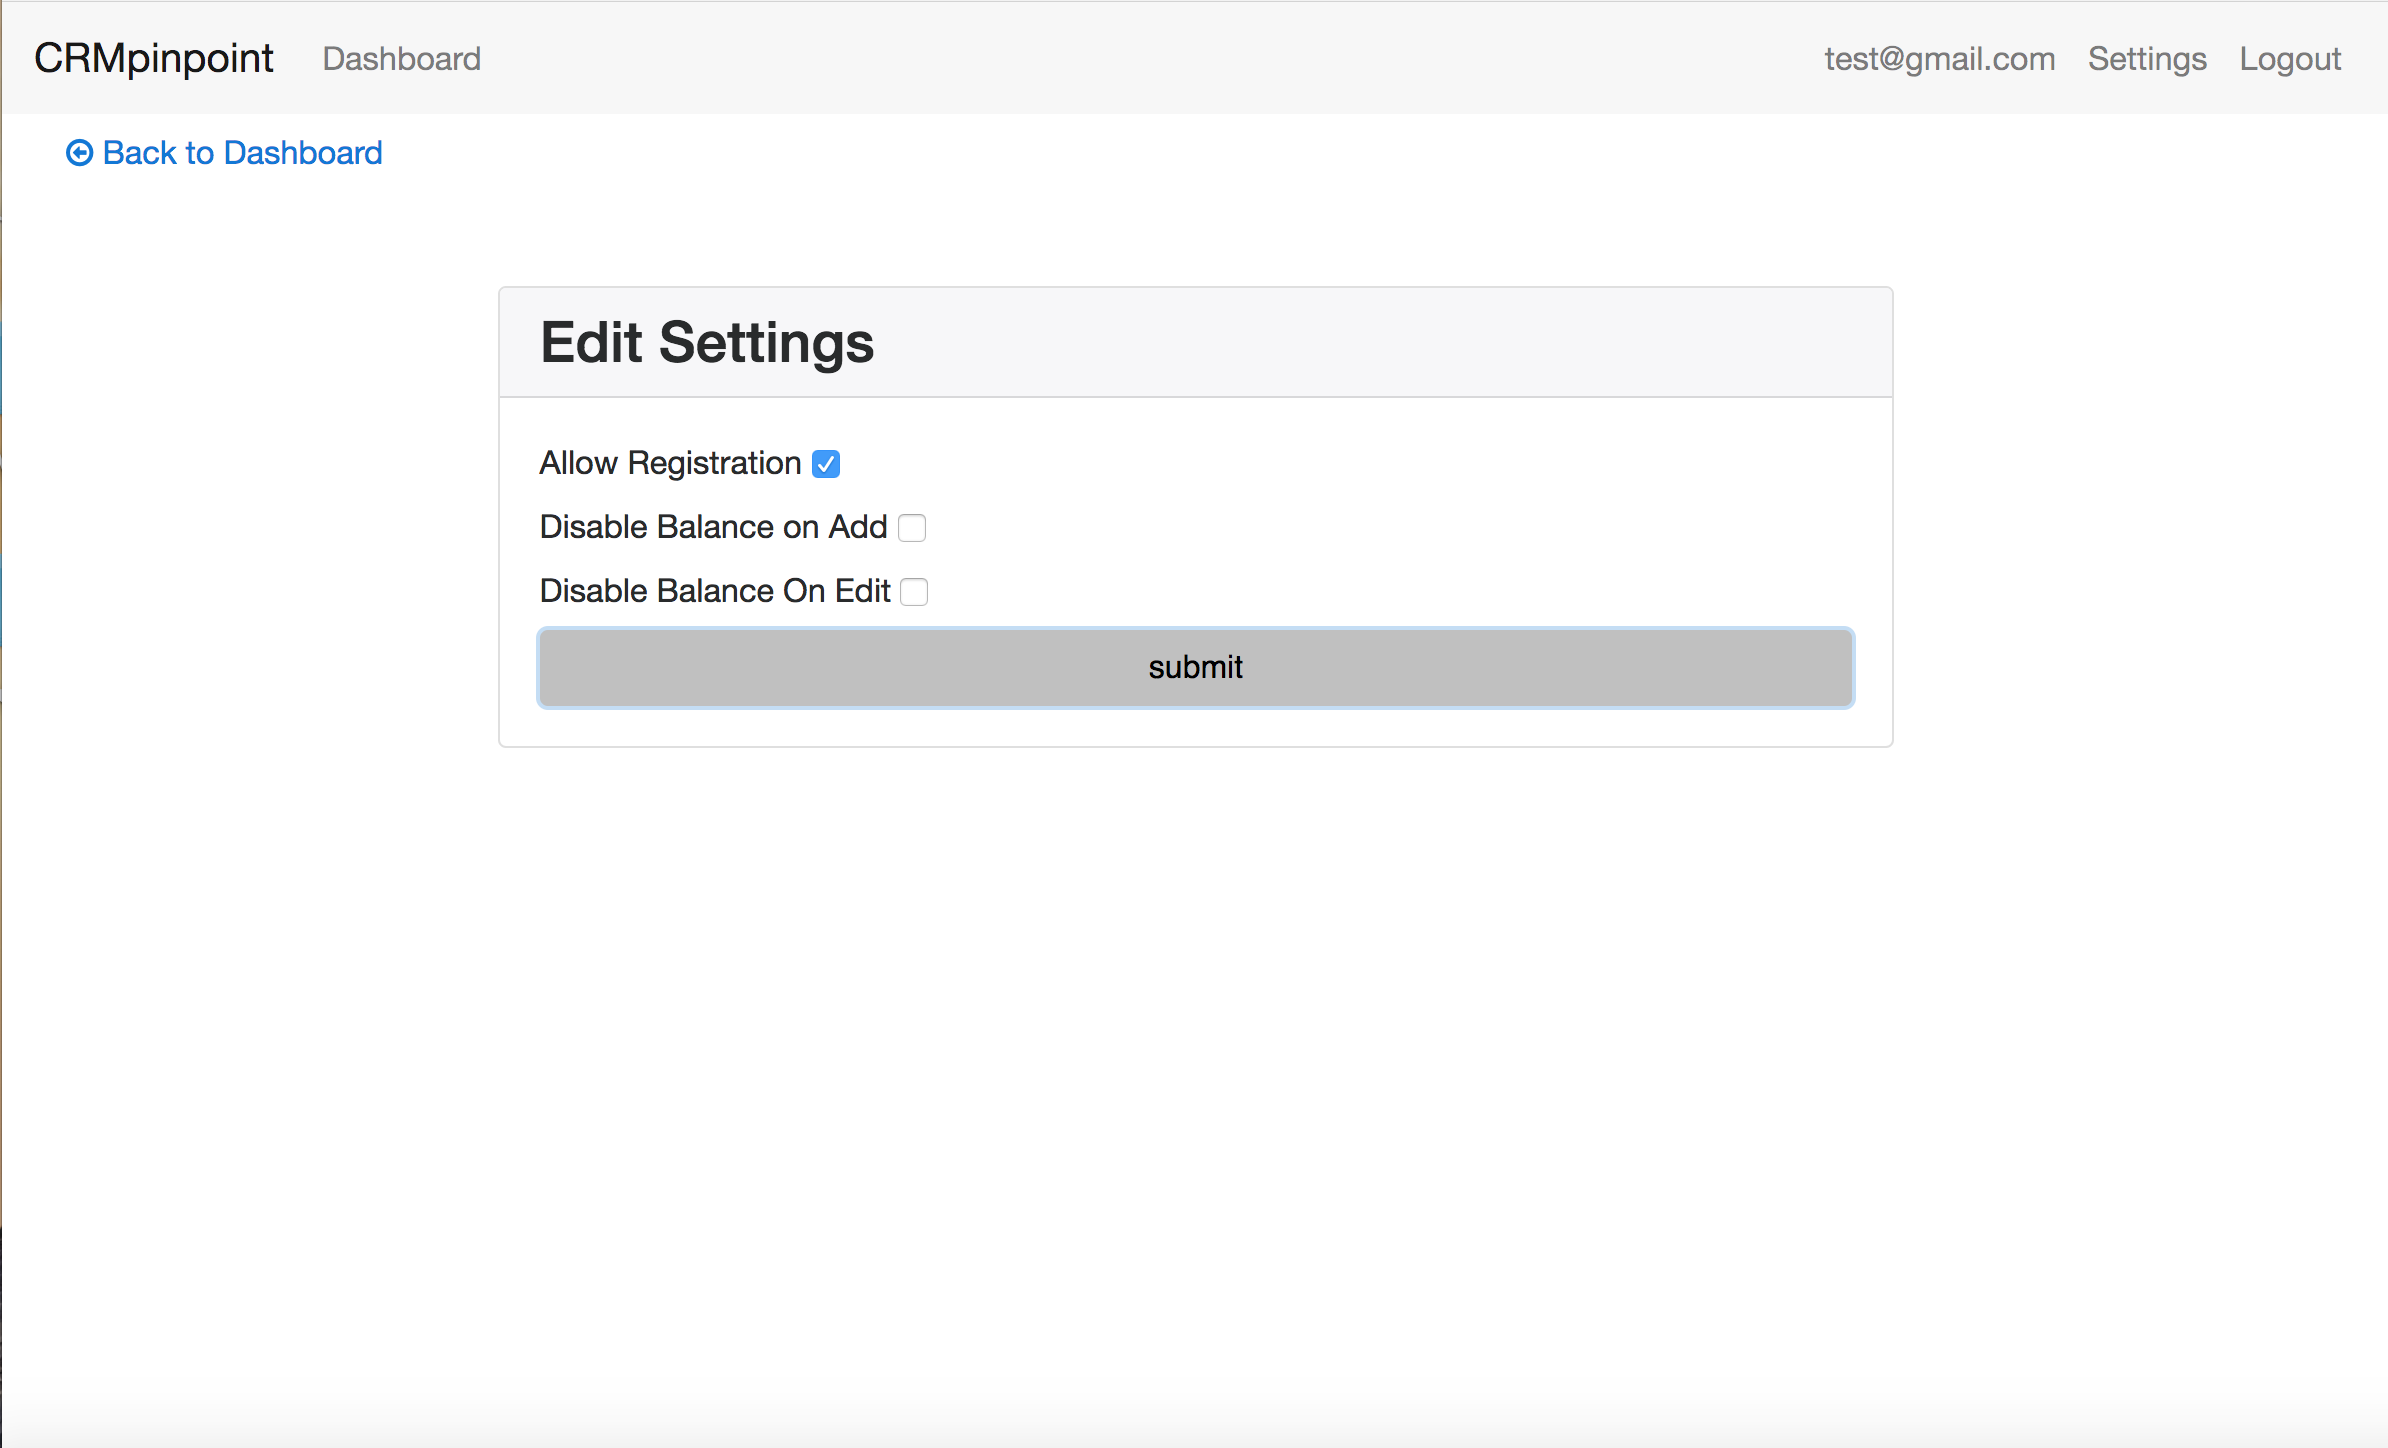 CRMpinpoint Dashboard test@gmail.com Settings Logout
Back to Dashboard
Edit Settings
Allow Registration
Disable Balance on Add
Disable Balance On Edit
submit